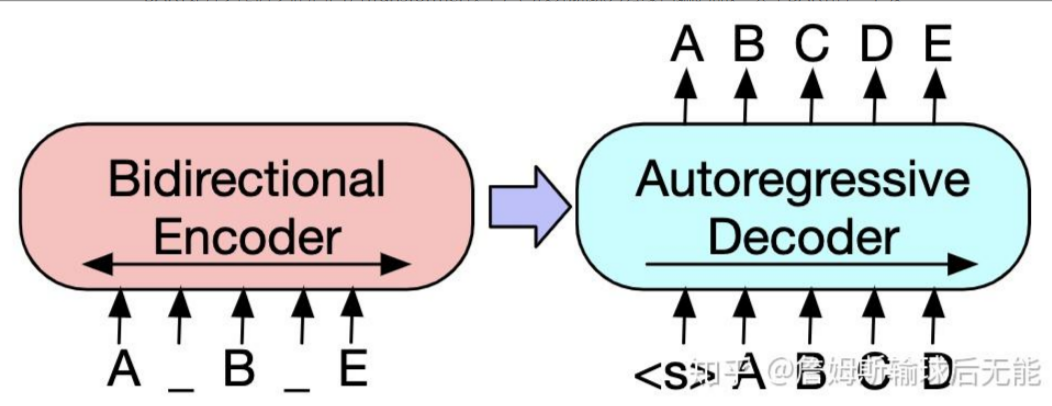 A B C D E
Bidirectional
Encoder
Autoregressive
Decoder
A _ B _ E
<s> A B C D
知乎 @詹姆斯输球后无能